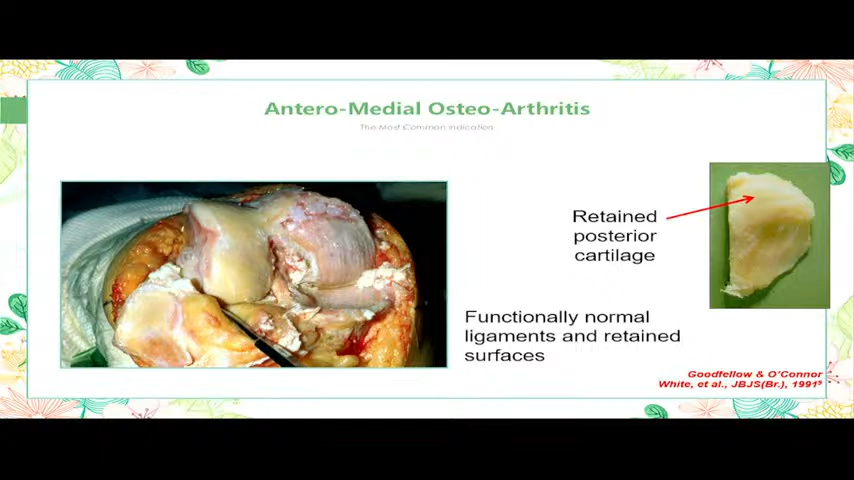 Antero-Medial Osteo-Arthritis
The Most Common Indication
Retained
posterior
cartilage
Functionally normal
ligaments and retained
surfaces
Goodfellow & O'Connor
White, et al., JBJS(Br.), 1991⁹